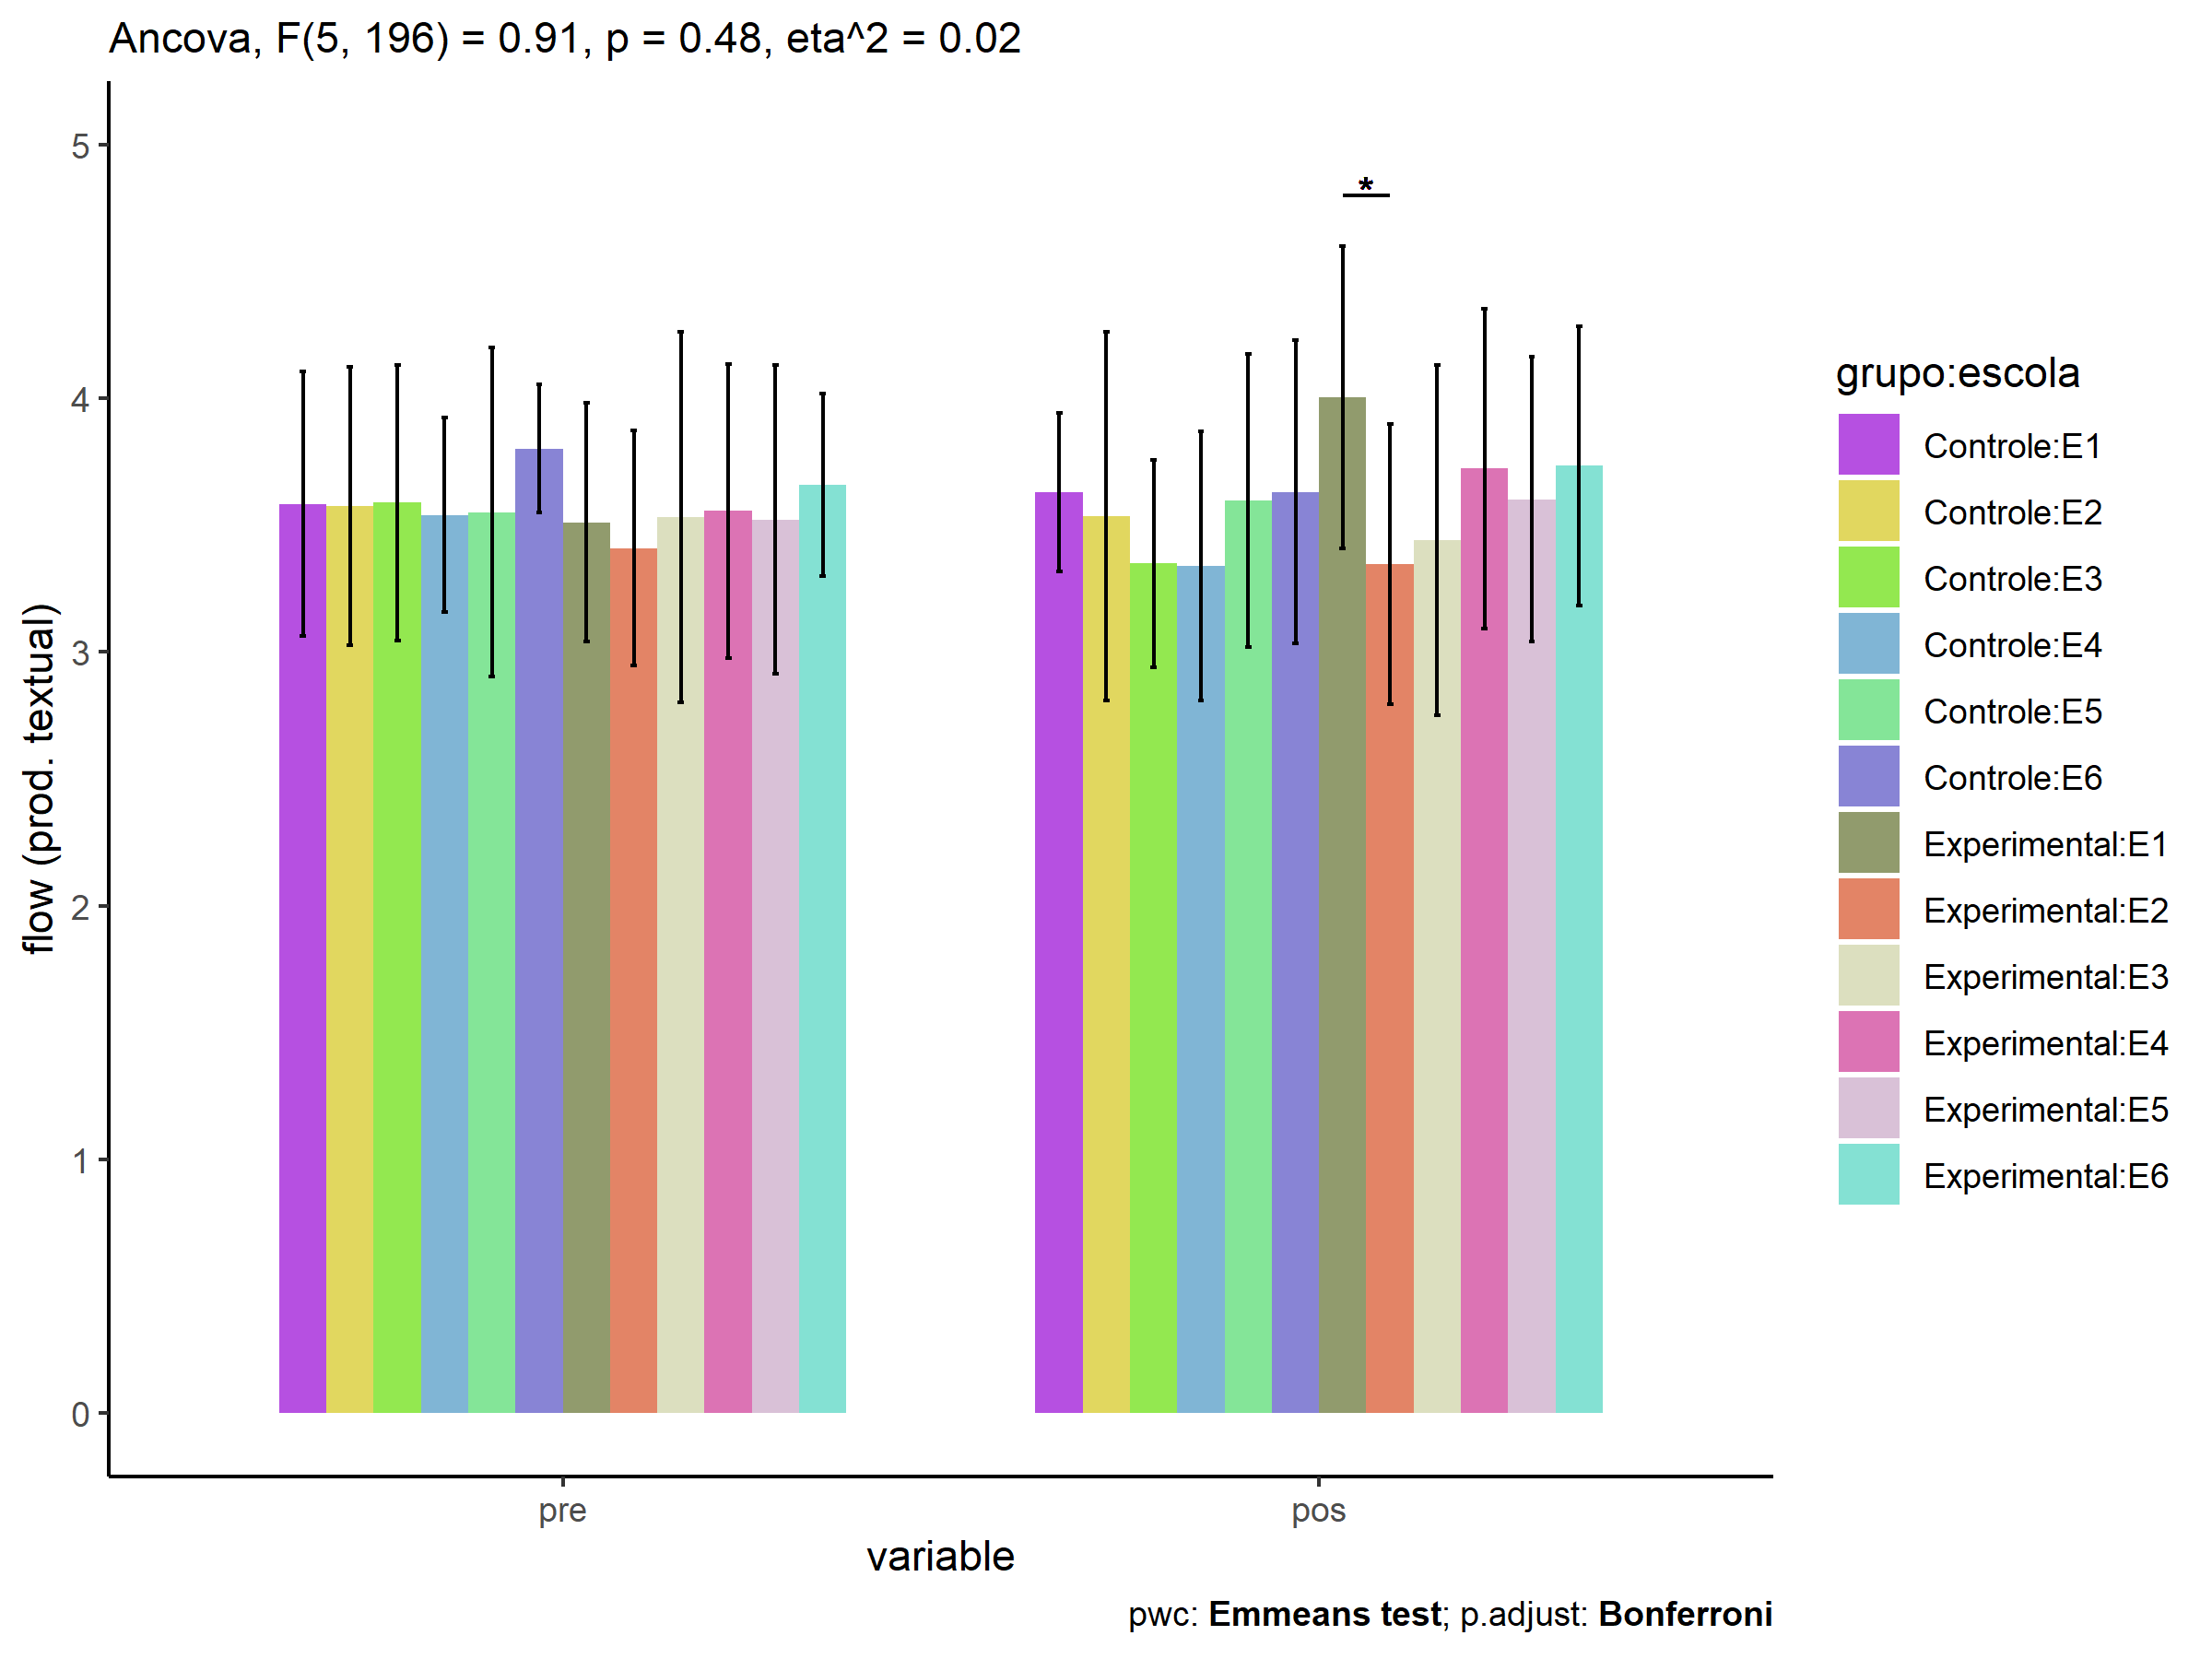 Ancova, F(5, 196) = 0.91, p = 0.48, eta^2 = 0.02
flow (prod. textual)
5
4
3
2
1
0
*
pre
pos
variable
pwc: Emmeans test; p.adjust: Bonferroni
grupo:escola
Controle:E1
Controle:E2
Controle:E3
Controle:E4
Controle:E5
Controle:E6
Experimental:E1
Experimental:E2
Experimental:E3
Experimental:E4
Experimental:E5
Experimental:E6